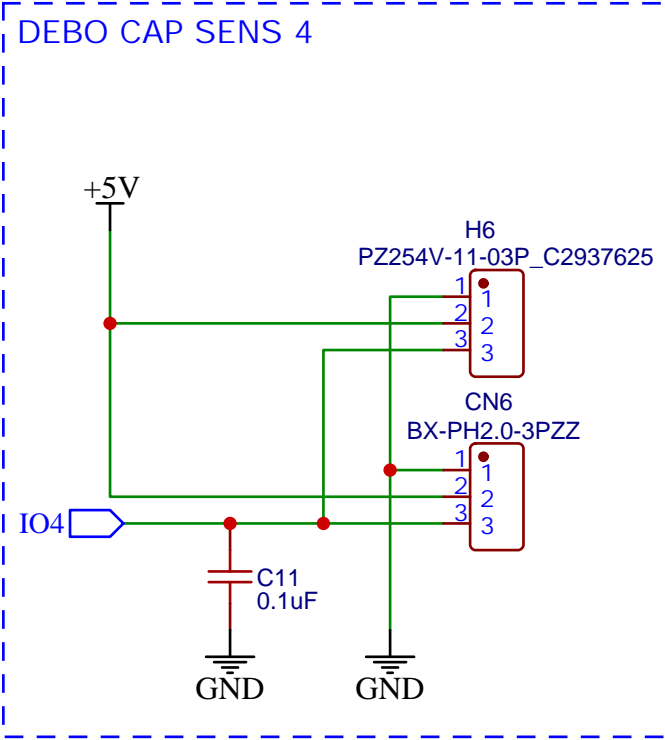 DEBO CAP SENS 4
+5V
H6
PZ254V-11-03P_C2937625
1 1
2 2
3 3
CN6
BX-PH2.0-3PZZ
1 1
2 2
3 3
IO4
C11
0.1uF
GND GND